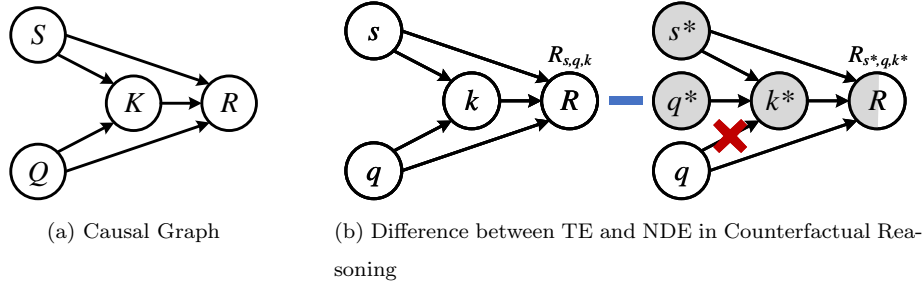 S
K
R
Q
(a) Causal Graph
s
R_{s,q,k}
k
R
q
s*
R_{s*,q,k*}
q*
k*
R
q
(b) Difference between TE and NDE in Counterfactual Rea-
soning